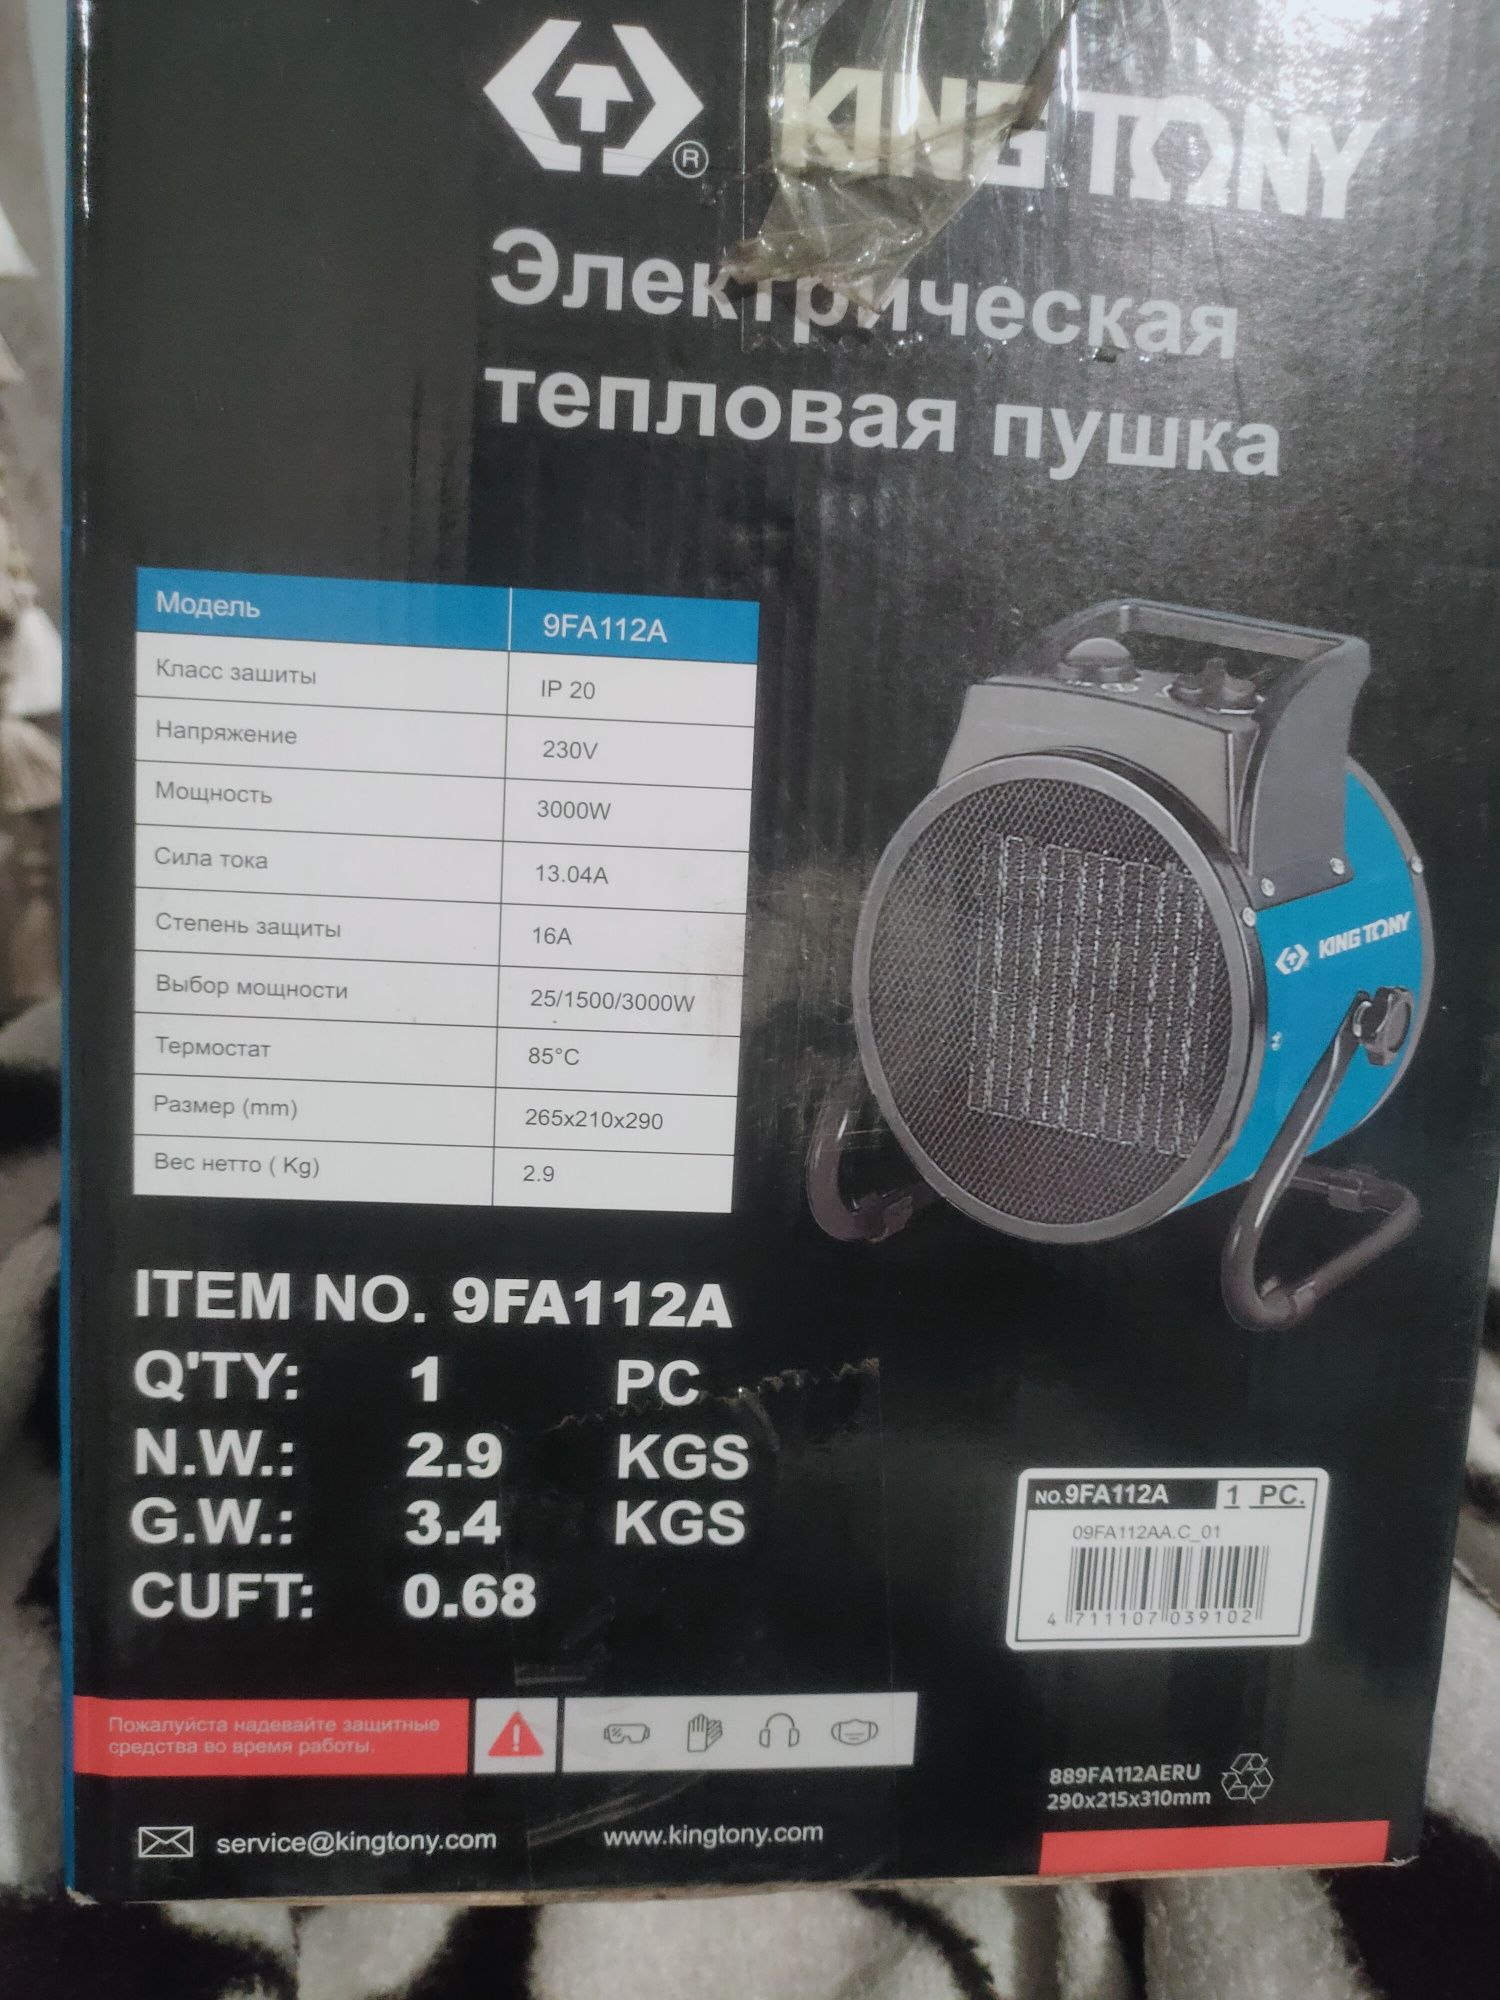 ® KING TONY
Электрическая
тепловая пушка
Модель 9FA112A
Класс зашиты IP 20
Напряжение 230V
Мощность 3000W
Сила тока 13.04A
Степень защиты 16A
Выбор мощности 25/1500/3000W
Термостат 85°C
Размер (mm) 265x210x290
Вес нетто ( Kg) 2.9
KING TONY
ITEM NO. 9FA112A
Q'TY: 1 PC
N.W.: 2.9 KGS
G.W.: 3.4 KGS
CUFT: 0.68
NO.9FA112A 1 PC.
09FA112AA.C_01
4 711107 039102
Пожалуйста надевайте защитные
средства во время работы.
889FA112AERU
290x215x310mm
service@kingtony.com www.kingtony.com